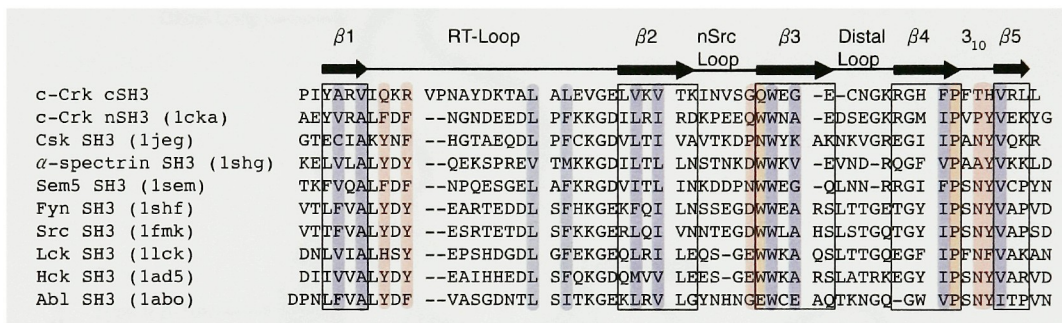 β1 RT-Loop β2 nSrc Loop β3 Distal Loop β4 3₁₀ β5
c-Crk cSH3 PIYARVIQKR VPNAYDKTAL ALEVGELVKV TKINVSGQWEG -E-CNGKRGH FPFTHVRLL
c-Crk nSH3 (1cka) AEYVRALFDF --NGNDEEDL PFKKGDILRI RDKPEEQWWNA -EDSEGKRGM IPVPYVEKYG
Csk SH3 (1jeg) GTECIAKYNF --HGTAEQDL PFCKGDVLTI VAVTKDPNWYKAKNKVGREGI IPANYVQKR
α-spectrin SH3 (1shg) KELVLALYDY --QEKSPREV TMKKGDILTL LNSTNKDWWKV -EVND-RQGF VPAAYVKKLD
Sem5 SH3 (1sem) TKFVQALFDF --NPQESGEL AFKRGDVITL INKDDPNWWEG -QLNN-RRGI FPSNYVCPYN
Fyn SH3 (1shf) VTLFVALYDY --EARTEDDL SFHKGEKFQI LNSSEGDWWEA RSLTTGETGY IPSNYVAPVD
Src SH3 (1fmk) VTTFVALYDY --ESRTETDL SFKKGERLQI VNNTEGDWWLA HSLSTGQTGY IPSNYVAPSD
Lck SH3 (1lck) DNLVIALHSY --EPSHDGDL GFEKGEQLRI LEQS-GEWWKA QSLTTGQEGF IPFNFVAKAN
Hck SH3 (1ad5) DIIVVALYDY --EAIHHEDL SFQKGDQMVV LEES-GEWWKA RSLATRKEGY IPSNYVARVD
Abl SH3 (1abo) DPNLFVALYDF --VASGDNTL SITKGEKLRV LGYNHNGEWCEA QTKNGQ-GW VPSNYITPVN